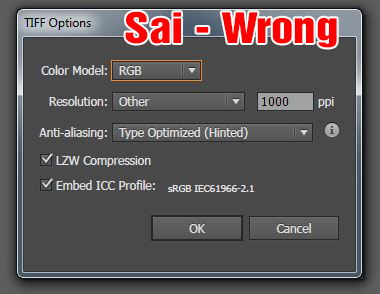 TIFF Options
Sai - Wrong
Color Model: RGB
Resolution: Other 1000 ppi
Anti-aliasing: Type Optimized (Hinted)
LZW Compression
Embed ICC Profile: sRGB IEC61966-2.1
OK Cancel